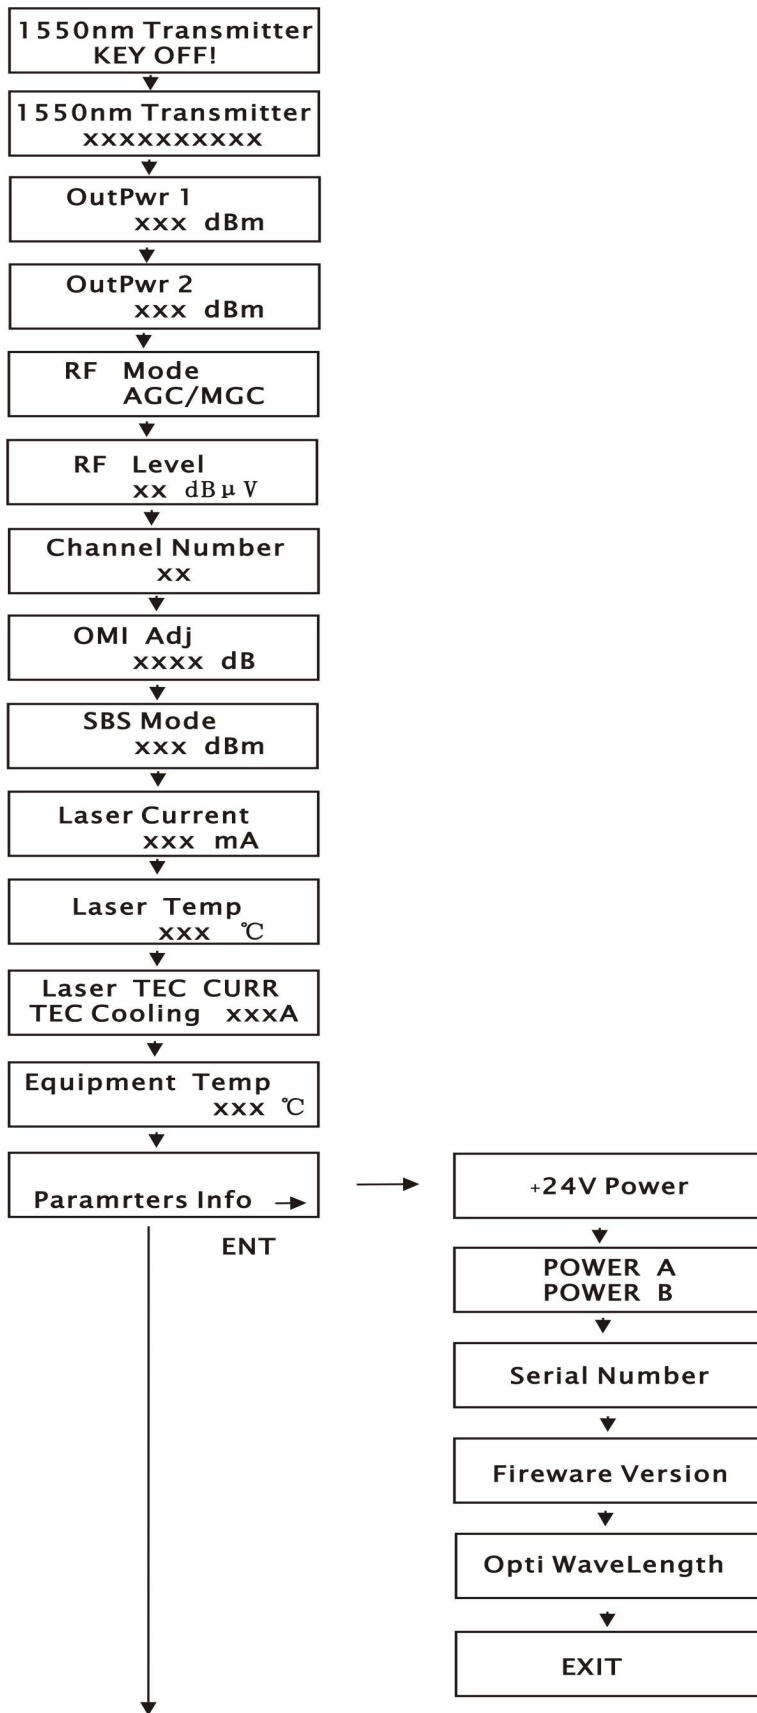 1550nm Transmitter
KEY OFF!
1550nm Transmitter
xxxxxxxxxx
OutPwr 1
xxx dBm
OutPwr 2
xxx dBm
RF Mode
AGC/MGC
RF Level
xx dBμV
Channel Number
xx
OMI Adj
xxxx dB
SBS Mode
xxx dBm
Laser Current
xxx mA
Laser Temp
xxx ℃
Laser TEC CURR
TEC Cooling xxxA
Equipment Temp
xxx ℃
Paramrters Info →
ENT
+24V Power
POWER A
POWER B
Serial Number
Fireware Version
Opti WaveLength
EXIT